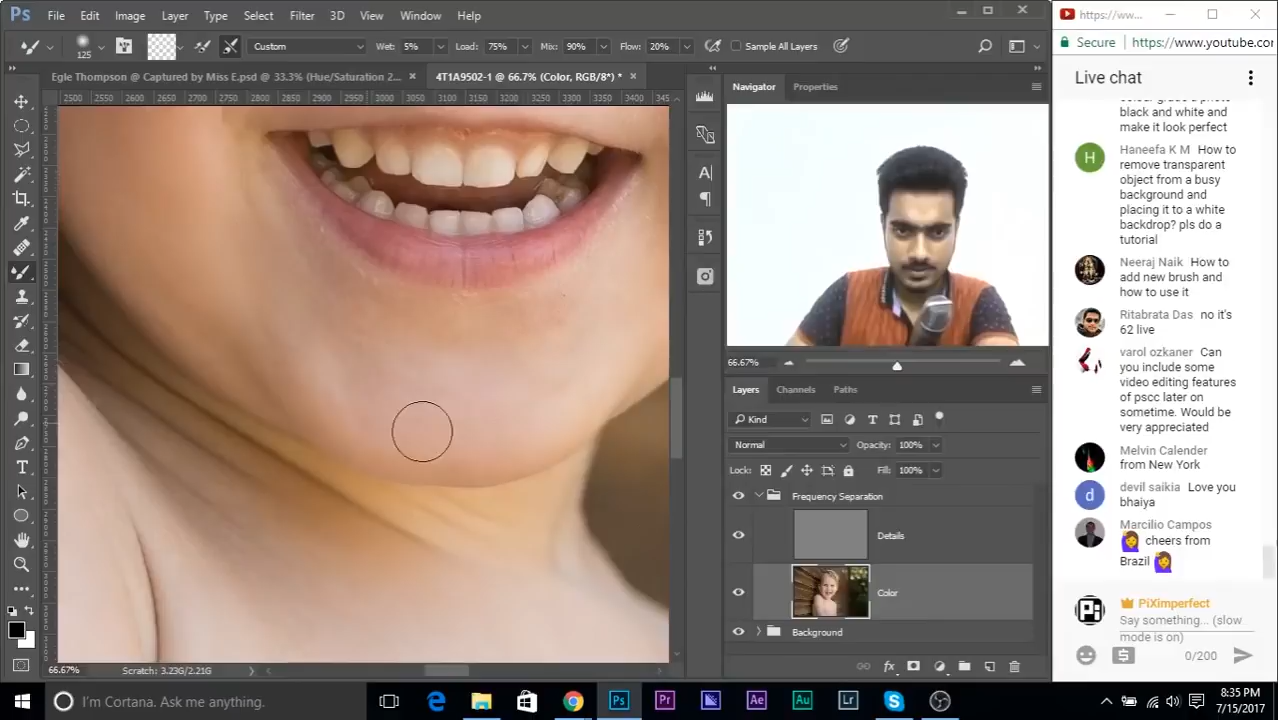 Ps File Edit Image Layer Type Select Filter 3D View Window Help
https://ww...
125 Custom Wet: 5% Load: 75% Mix: 90% Flow: 20% Sample All Layers
Secure https://www.youtube.com
Egle Thompson @ Captured by Miss E.psd @ 33.3% (Hue/Saturation 2... × 4T1A9502-1 @ 66.7% (Color, RGB/8*) * ×
Navigator Properties
Live chat
2500 2550 2600 2650 2700 2750 2800 2850 2900 2950 3000 3050 3100 3150 3200 3250 3300 3350 3400 345
black and white and
make it look perfect
Haneefa K M How to
remove transparent
object from a busy
background and
placing it to a white
backdrop? pls do a
tutorial
Neeraj Naik How to
add new brush and
how to use it
Ritabrata Das no it's
62 live
varol ozkaner Can
you include some
video editing features
of pscc later on
sometime. Would be
very appreciated
Melvin Calender
from New York
devil saikia Love you
bhaiya
Marcilio Campos
cheers from
Brazil
PiXimperfect
Say something... (slow
mode is on)
0/200
66.67%
Layers Channels Paths
Kind
Normal Opacity: 100%
Lock: Fill: 100%
Frequency Separation
Details
Color
Background
66.67% Scratch: 3.23G/2.21G
I'm Cortana. Ask me anything.
Ps Pr Ae Au Lr
8:35 PM
7/15/2017